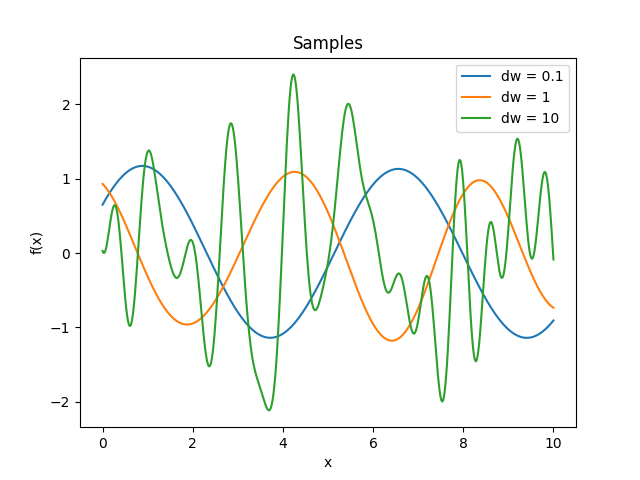 Samples
dw = 0.1
dw = 1
dw = 10
f(x)
2
1
0
−1
−2
0 2 4 6 8 10
x